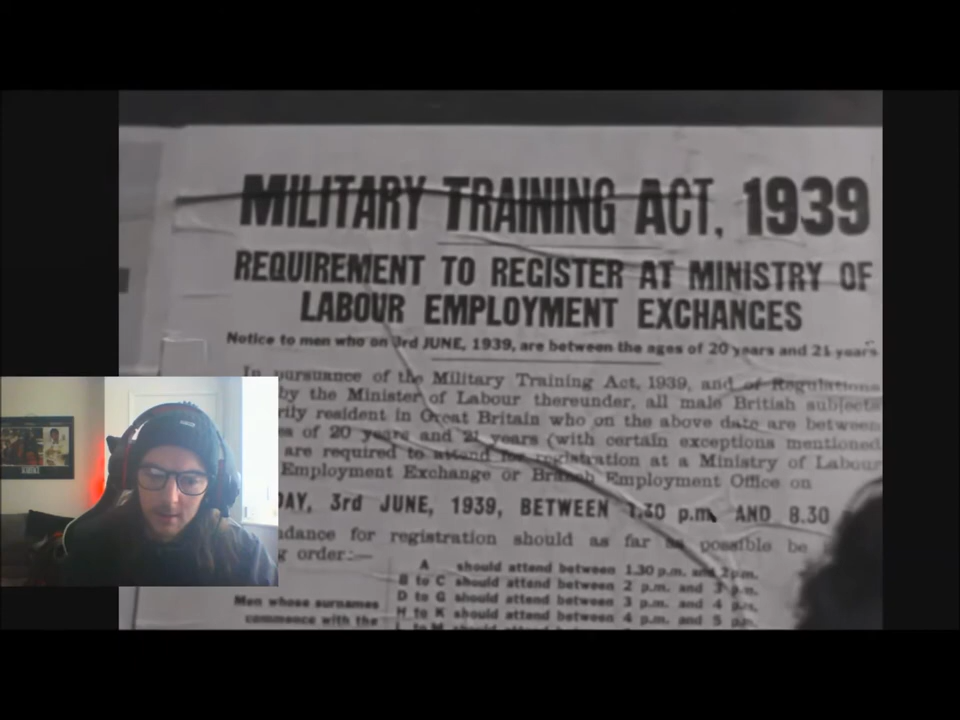 MILITARY TRAINING ACT, 1939
REQUIREMENT TO REGISTER AT MINISTRY OF
LABOUR EMPLOYMENT EXCHANGES
Notice to men who on 3rd JUNE, 1939, are between the ages of 20 years and 21 years
In pursuance of the Military Training Act, 1939, and of Regulations
by the Minister of Labour thereunder, all male British subjects
resident in Great Britain who on the above date are between
of 20 years and 21 years (with certain exceptions mentioned
are required to attend for registration at a Ministry of Labour
Employment Exchange or Branch Employment Office on
DAY, 3rd JUNE, 1939, BETWEEN 1.30 p.m. AND 8.30
for registration should as far as possible be
order:—
A should attend between 1.30 p.m. and 2 p.m.
B to C should attend between 2 p.m. and 3 p.m.
D to G should attend between 3 p.m. and 4 p.m.
Men whose surnames
H to K should attend between 4 p.m. and 5 p.m.
commence with the